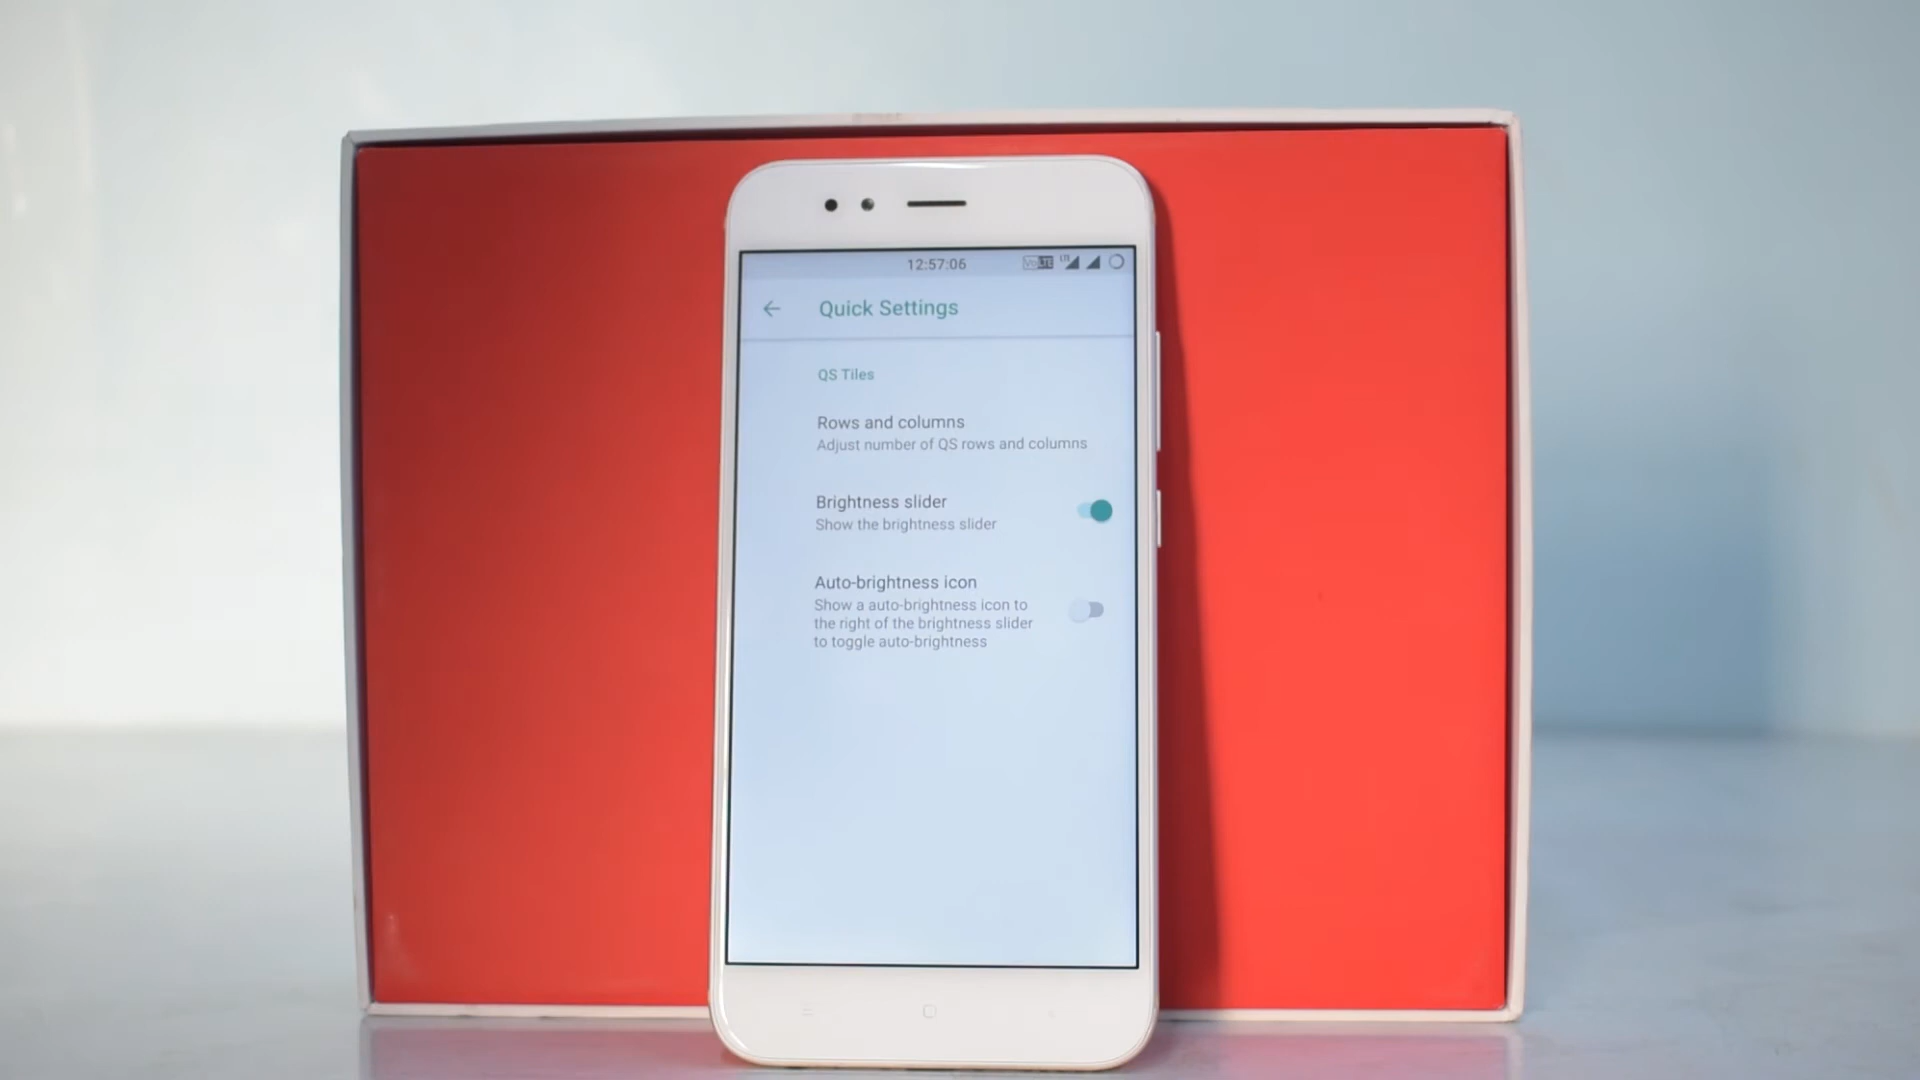 12:57:06 VoLTE LTE
Quick Settings
QS Tiles
Rows and columns
Adjust number of QS rows and columns
Brightness slider
Show the brightness slider
Auto-brightness icon
Show a auto-brightness icon to
the right of the brightness slider
to toggle auto-brightness